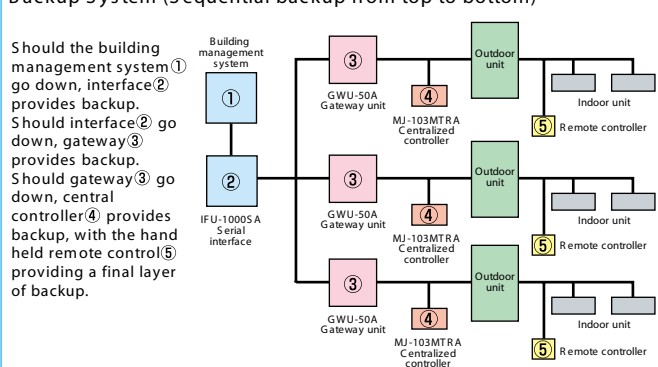 Backup System (Sequential backup from top to bottom)
Should the building
management system①
go down, interface②
provides backup.
Should interface② go
down, gateway③
provides backup.
Should gateway③ go
down, central
controller④ provides
backup, with the hand
held remote control⑤
providing a final layer
of backup.
Building
management
system
①
②
IFU-1000SA
Serial
interface
③
GWU-50A
Gateway unit
④
MJ-103MTRA
Centralized
controller
Outdoor
unit
Indoor unit
⑤ Remote controller
③
GWU-50A
Gateway unit
④
MJ-103MTRA
Centralized
controller
Outdoor
unit
Indoor unit
⑤ Remote controller
③
GWU-50A
Gateway unit
④
MJ-103MTRA
Centralized
controller
Outdoor
unit
Indoor unit
⑤ Remote controller